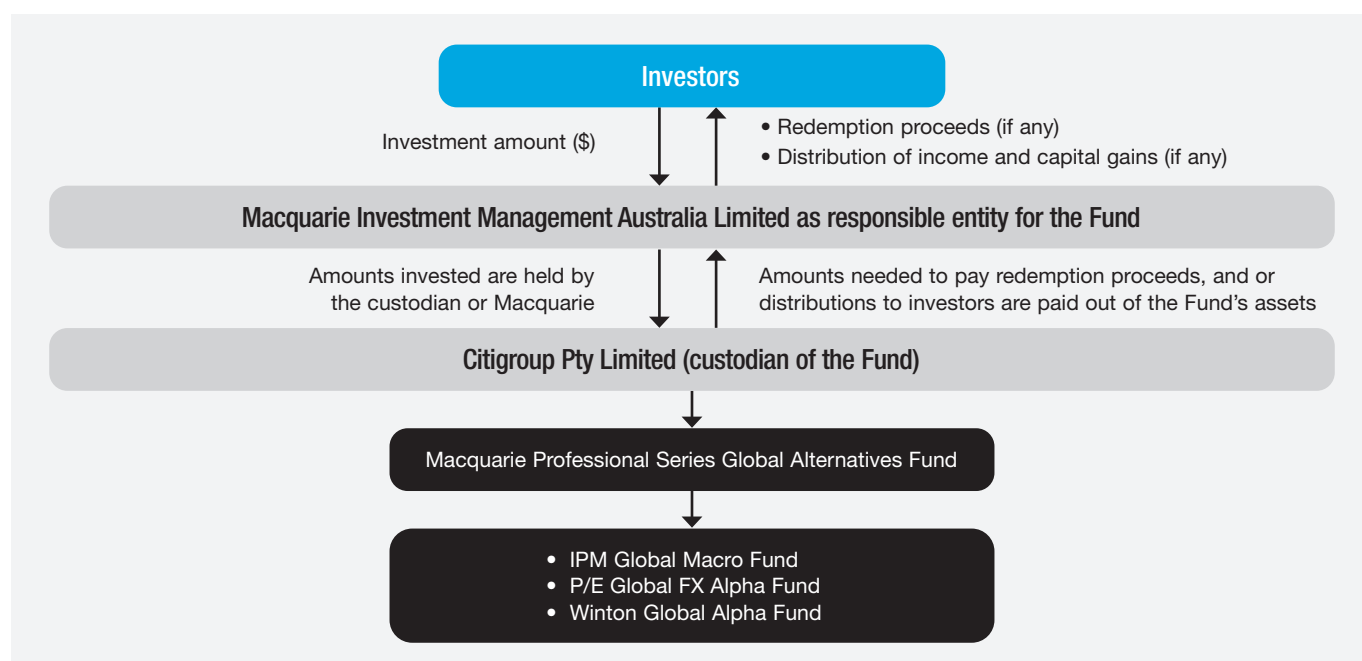 Investors
Investment amount ($)
• Redemption proceeds (if any)
• Distribution of income and capital gains (if any)
Macquarie Investment Management Australia Limited as responsible entity for the Fund
Amounts invested are held by
the custodian or Macquarie
Amounts needed to pay redemption proceeds, and or
distributions to investors are paid out of the Fund's assets
Citigroup Pty Limited (custodian of the Fund)
Macquarie Professional Series Global Alternatives Fund
• IPM Global Macro Fund
• P/E Global FX Alpha Fund
• Winton Global Alpha Fund